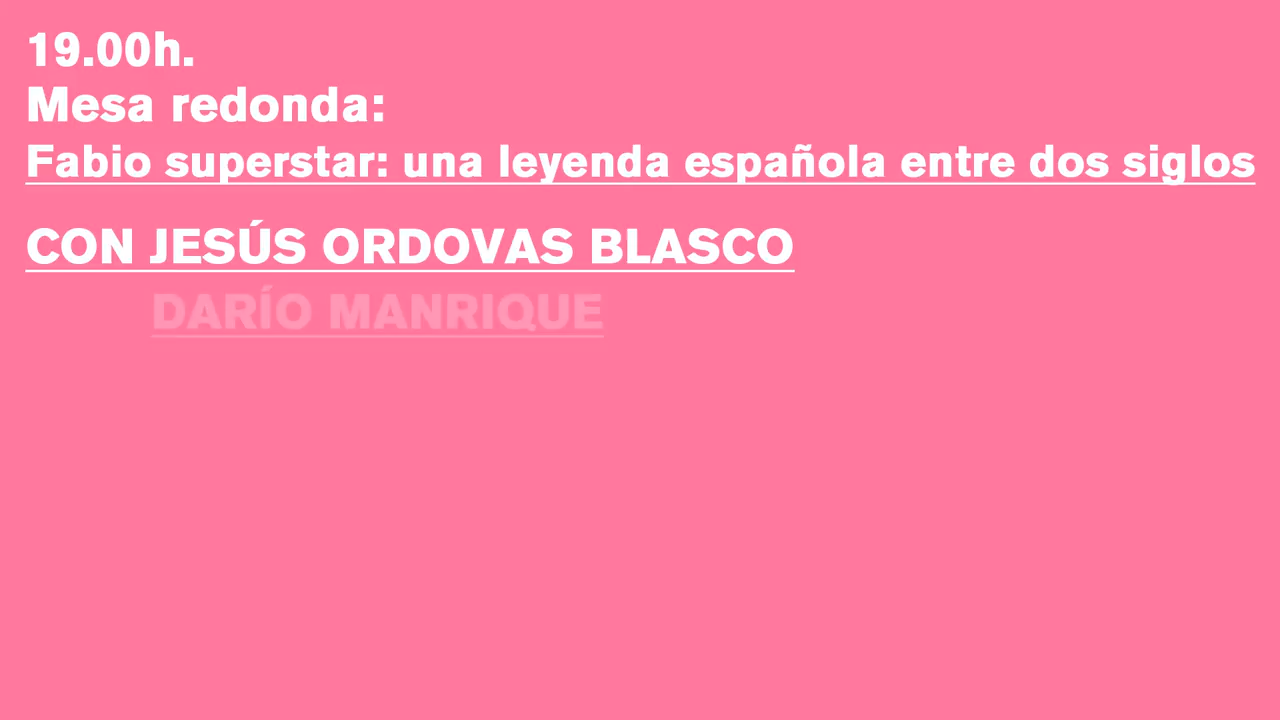 19.00h.
Mesa redonda:
Fabio superstar: una leyenda española entre dos siglos
CON JESÚS ORDOVAS BLASCO
DARÍO MANRIQUE